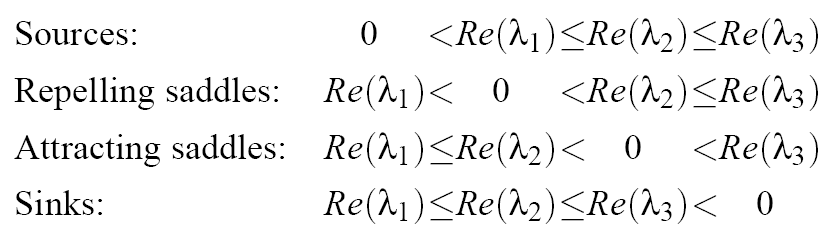 Sources: 0 <Re(λ₁)≤Re(λ₂)≤Re(λ₃)
Repelling saddles: Re(λ₁)< 0 <Re(λ₂)≤Re(λ₃)
Attracting saddles: Re(λ₁)≤Re(λ₂)< 0 <Re(λ₃)
Sinks: Re(λ₁)≤Re(λ₂)≤Re(λ₃)< 0